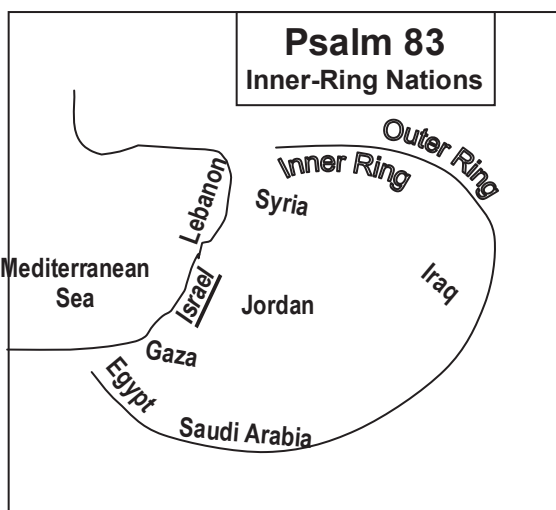 Psalm 83
Inner-Ring Nations
Outer Ring
Inner Ring
Lebanon
Syria
Mediterranean
Sea
Israel
Jordan
Iraq
Gaza
Egypt
Saudi Arabia